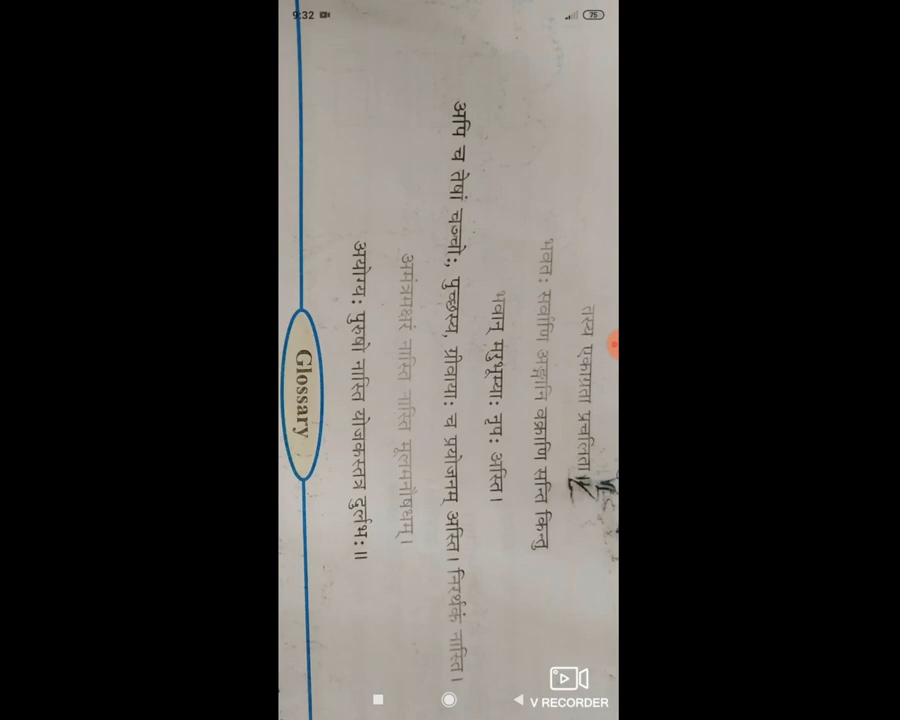 9:32
75
तस्य एकाग्रता प्रचलिता।
भवतः सर्वाणि अङ्गानि वक्राणि सन्ति किन्तु
भवान् मरुभूम्याः नृपः अस्ति।
अपि च तेषां चञ्चोः, पुच्छस्य, ग्रीवायाः च प्रयोजनम् अस्ति। निरर्थकं नास्ति।
अमंत्रमक्षरं नास्ति नास्ति मूलमनौषधम्।
अयोग्यः पुरुषो नास्ति योजकस्तत्र दुर्लभः॥
Glossary
V RECORDER